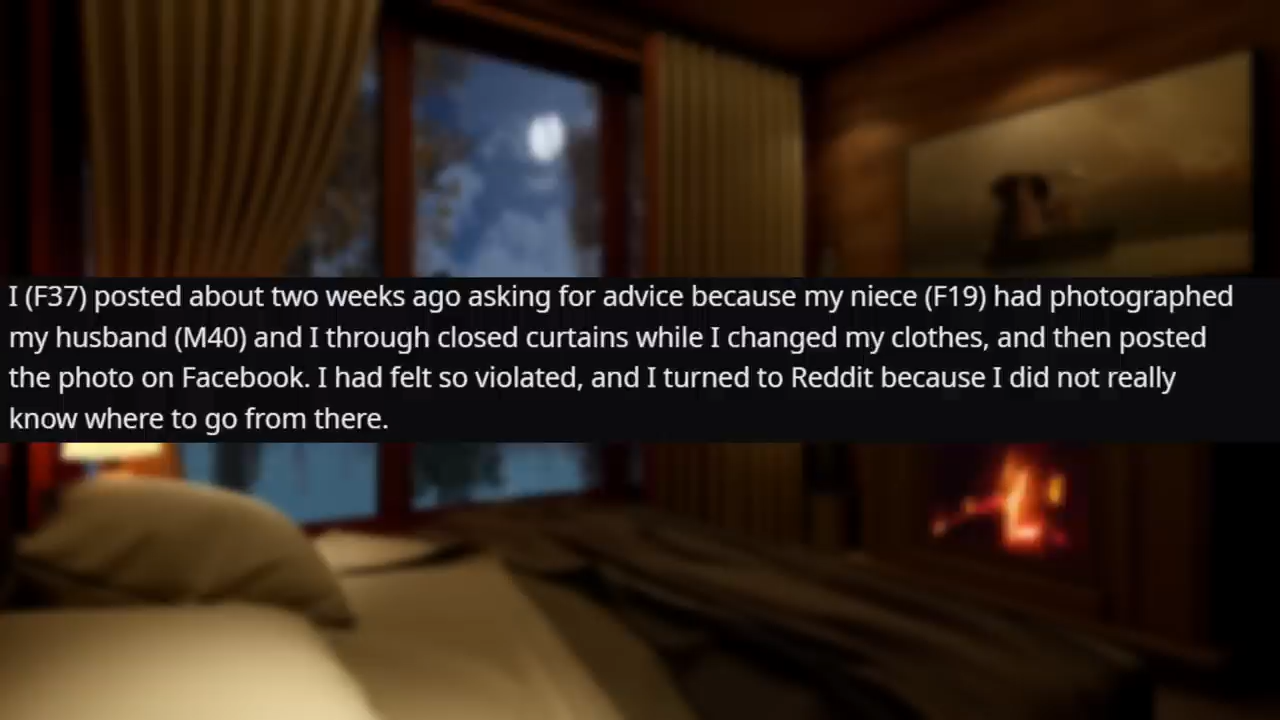 I (F37) posted about two weeks ago asking for advice because my niece (F19) had photographed
my husband (M40) and I through closed curtains while I changed my clothes, and then posted
the photo on Facebook. I had felt so violated, and I turned to Reddit because I did not really
know where to go from there.